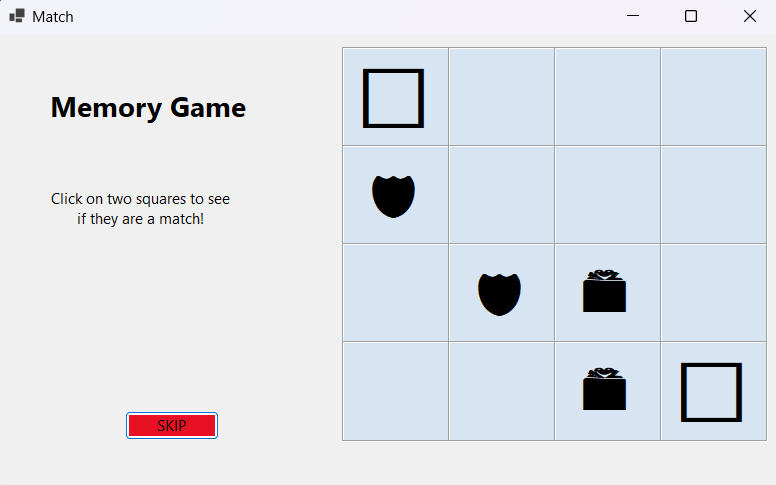 Match
Memory Game
Click on two squares to see
if they are a match!
SKIP